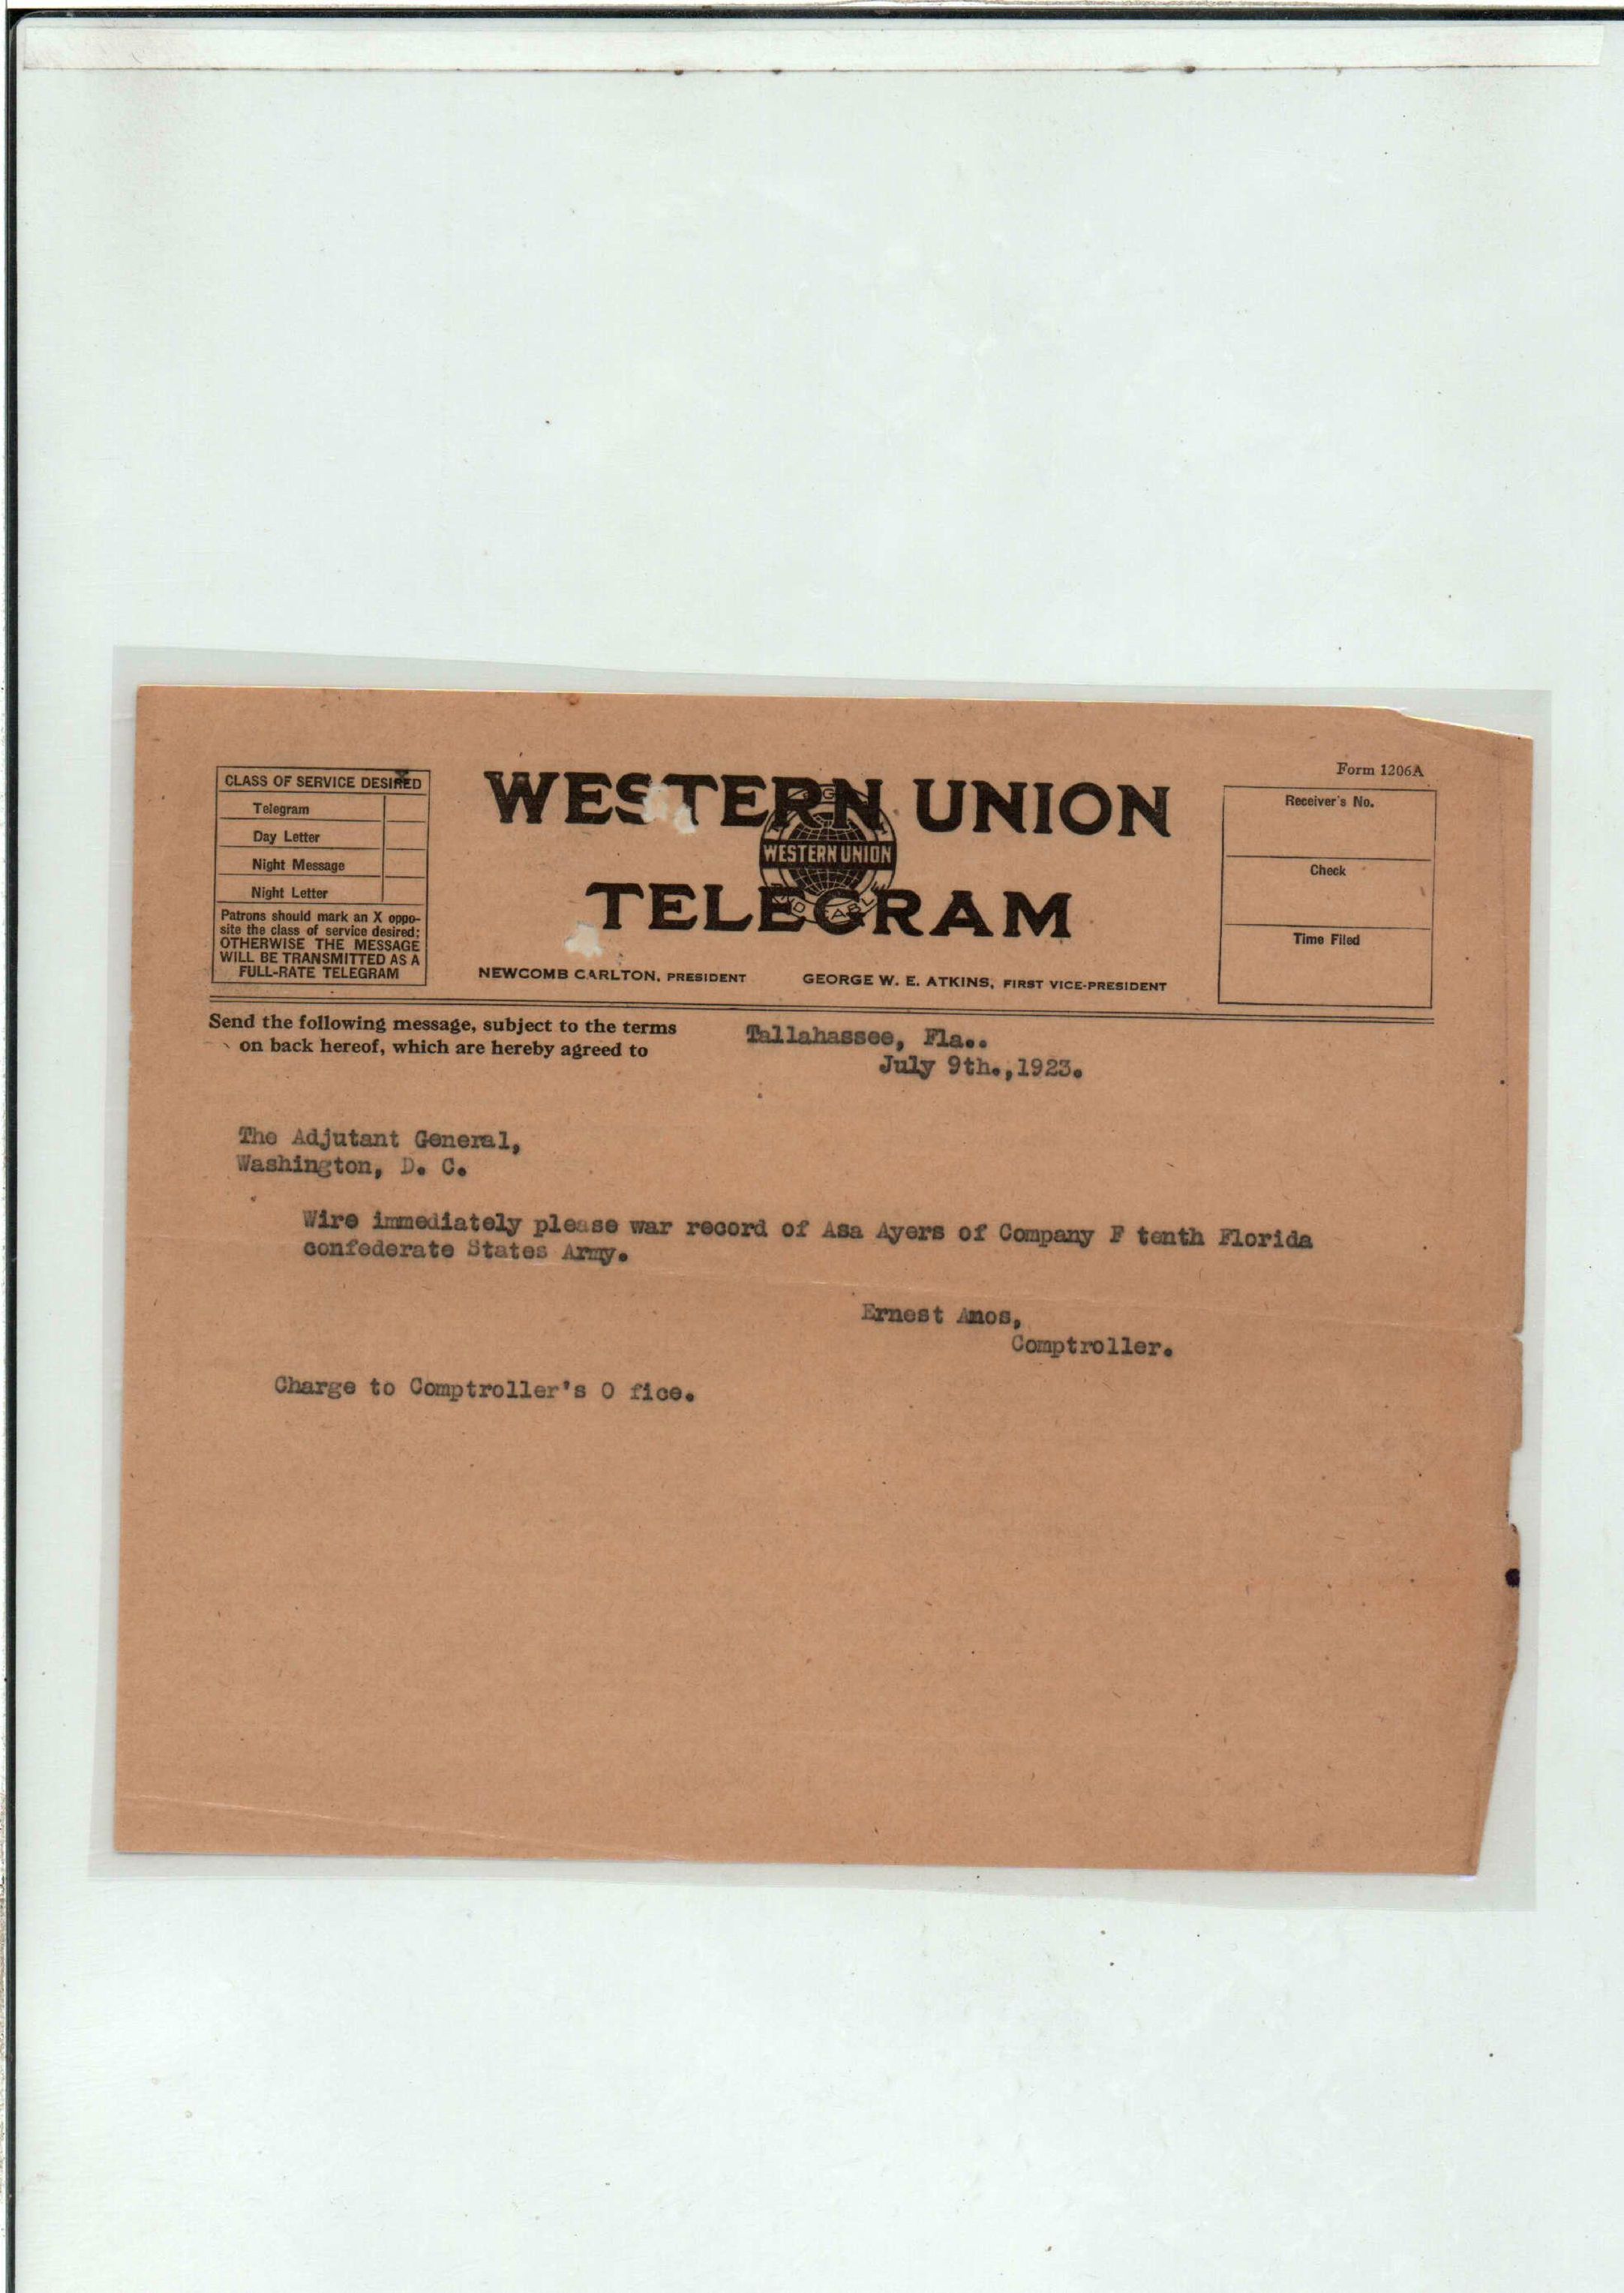 Form 1206A
CLASS OF SERVICE DESIRED
Telegram
Day Letter
Night Message
Night Letter
Patrons should mark an X oppo-
site the class of service desired;
OTHERWISE THE MESSAGE
WILL BE TRANSMITTED AS A
FULL-RATE TELEGRAM
WESTERN UNION
WESTERN UNION
TELEGRAM
NEWCOMB CARLTON, PRESIDENT
GEORGE W. E. ATKINS, FIRST VICE-PRESIDENT
Receiver's No.
Check
Time Filed
Send the following message, subject to the terms
on back hereof, which are hereby agreed to
Tallahassee, Fla..
July 9th.,1923.
The Adjutant General,
Washington, D. C.
Wire immediately please war record of Asa Ayers of Company F tenth Florida
confederate States Army.
Ernest Amos,
Comptroller.
Charge to Comptroller's O fice.